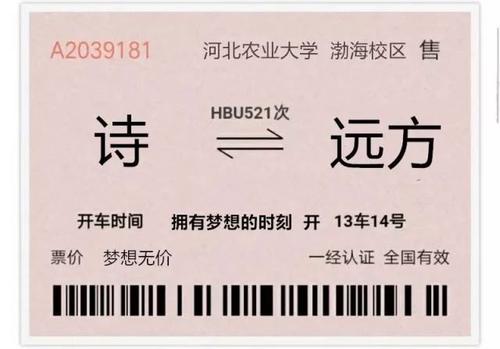 A2039181 河北农业大学 渤海校区 售
HBU521次
诗 ⇌ 远方
开车时间 拥有梦想的时刻 开 13车14号
票价 梦想无价 一经认证 全国有效